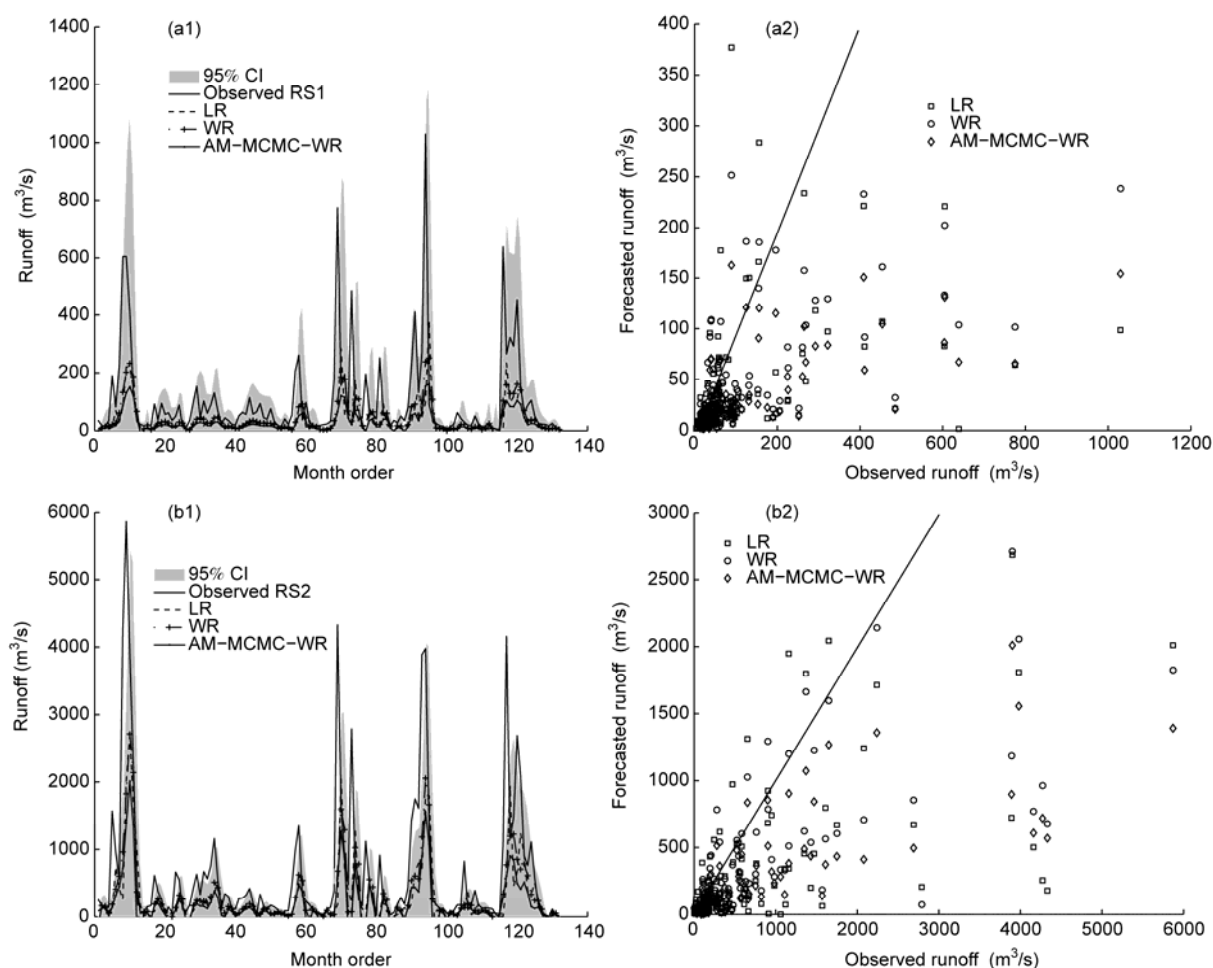 (a1)
95% CI
Observed RS1
LR
WR
AM-MCMC-WR
Runoff (m³/s)
1400
1200
1000
800
600
400
200
0
0 20 40 60 80 100 120 140
Month order
(a2)
LR
WR
AM-MCMC-WR
Forecasted runoff (m³/s)
400
350
300
250
200
150
100
50
0
0 200 400 600 800 1000 1200
Observed runoff (m³/s)
(b1)
95% CI
Observed RS2
LR
WR
AM-MCMC-WR
Runoff (m³/s)
6000
5000
4000
3000
2000
1000
0
0 20 40 60 80 100 120 140
Month order
(b2)
LR
WR
AM-MCMC-WR
Forecasted runoff (m³/s)
3000
2500
2000
1500
1000
500
0
0 1000 2000 3000 4000 5000 6000
Observed runoff (m³/s)